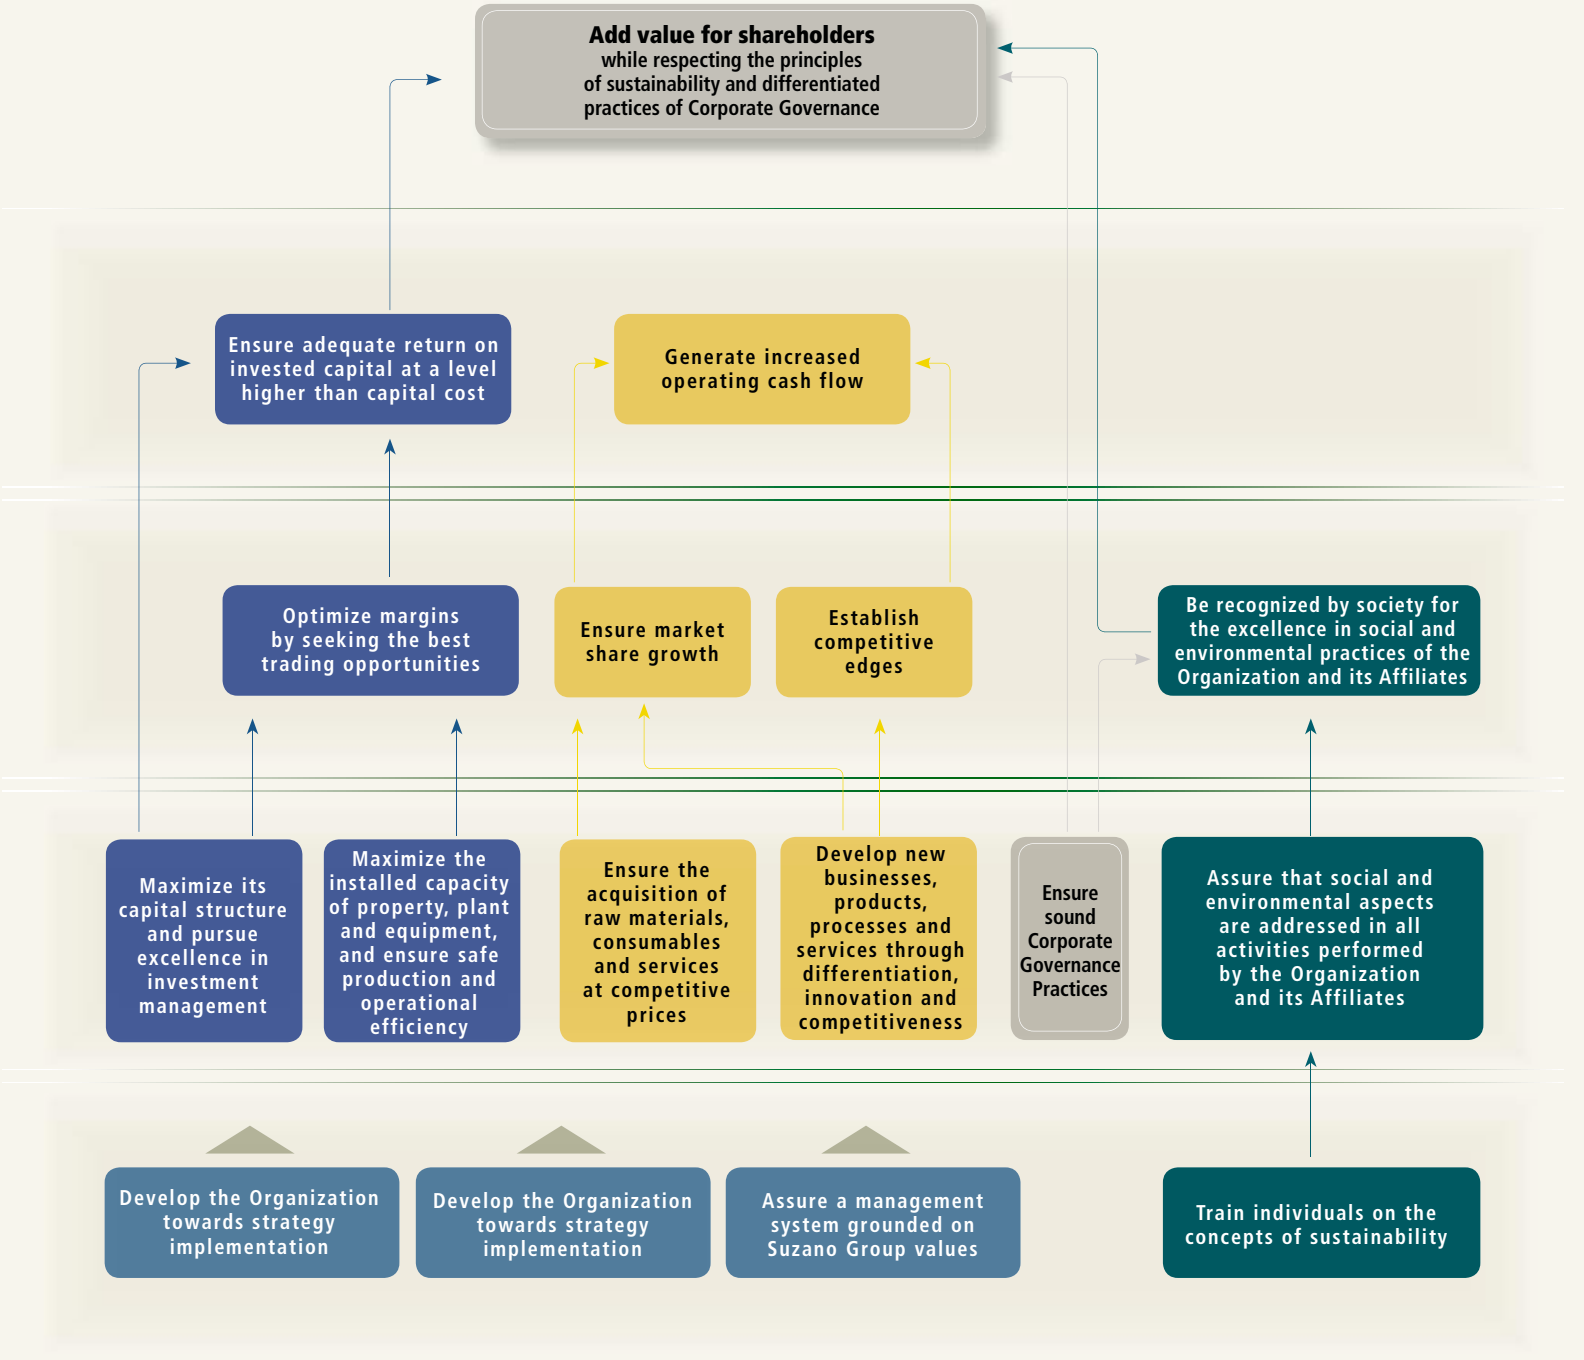 Add value for shareholders
while respecting the principles
of sustainability and differentiated
practices of Corporate Governance
Ensure adequate return on
invested capital at a level
higher than capital cost
Generate increased
operating cash flow
Optimize margins
by seeking the best
trading opportunities
Ensure market
share growth
Establish
competitive
edges
Be recognized by society for
the excellence in social and
environmental practices of the
Organization and its Affiliates
Maximize its
capital structure
and pursue
excellence in
investment
management
Maximize the
installed capacity
of property, plant
and equipment,
and ensure safe
production and
operational
efficiency
Ensure the
acquisition of
raw materials,
consumables
and services
at competitive
prices
Develop new
businesses,
products,
processes and
services through
differentiation,
innovation and
competitiveness
Ensure
sound
Corporate
Governance
Practices
Assure that social and
environmental aspects
are addressed in all
activities performed
by the Organization
and its Affiliates
Develop the Organization
towards strategy
implementation
Develop the Organization
towards strategy
implementation
Assure a management
system grounded on
Suzano Group values
Train individuals on the
concepts of sustainability